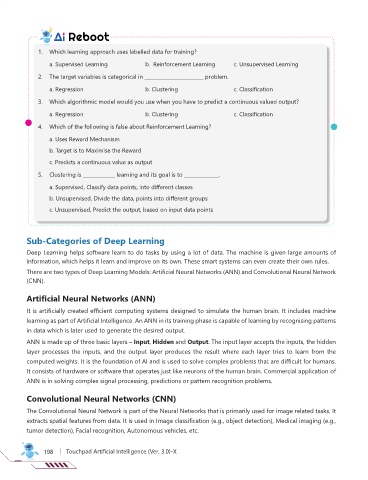 Ai Reboot
1. Which learning approach uses labelled data for training?
a. Supervised Learning b. Reinforcement Learning c. Unsupervised Learning
2. The target variables is categorical in ____________________ problem.
a. Regression b. Clustering c. Classification
3. Which algorithmic model would you use when you have to predict a continuous valued output?
a. Regression b. Clustering c. Classification
4. Which of the following is false about Reinforcement Learning?
a. Uses Reward Mechanism
b. Target is to Maximise the Reward
c. Predicts a continuous value as output
5. Clustering is ___________ learning and its goal is to ____________.
a. Supervised, Classify data points, into different classes
b. Unsupervised, Divide the data, points into different groups
c. Unsupervised, Predict the output, based on input data points
Sub-Categories of Deep Learning
Deep Learning helps software learn to do tasks by using a lot of data. The machine is given large amounts of
information, which helps it learn and improve on its own. These smart systems can even create their own rules.
There are two types of Deep Learning Models: Artificial Neural Networks (ANN) and Convolutional Neural Network
(CNN).
Artificial Neural Networks (ANN)
It is artificially created efficient computing systems designed to simulate the human brain. It includes machine
learning as part of Artificial Intelligence. An ANN in its training phase is capable of learning by recognising patterns
in data which is later used to generate the desired output.
ANN is made up of three basic layers – Input, Hidden and Output. The input layer accepts the inputs, the hidden
layer processes the inputs, and the output layer produces the result where each layer tries to learn from the
computed weights. It is the foundation of AI and is used to solve complex problems that are difficult for humans.
It consists of hardware or software that operates just like neurons of the human brain. Commercial application of
ANN is in solving complex signal processing, predictions or pattern recognition problems.
Convolutional Neural Networks (CNN)
The Convolutional Neural Network is part of the Neural Networks that is primarily used for image related tasks. It
extracts spatial features from data. It is used in Image classification (e.g., object detection), Medical imaging (e.g.,
tumor detection), Facial recognition, Autonomous vehicles, etc.
198 | Touchpad Artificial Intelligence (Ver. 3.0)-X